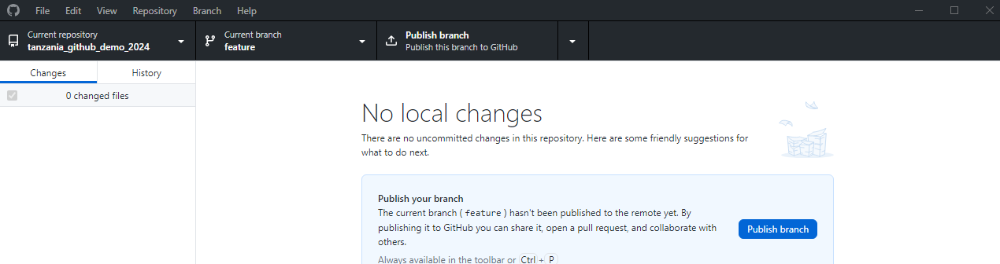 File Edit View Repository Branch Help
Current repository
tanzania_github_demo_2024
Current branch
feature
Publish branch
Publish this branch to GitHub
Changes History
0 changed files
No local changes
There are no uncommitted changes in this repository. Here are some friendly suggestions for
what to do next.
Publish your branch
The current branch ( feature ) hasn't been published to the remote yet. By
publishing it to GitHub you can share it, open a pull request, and collaborate with
others.
Publish branch
Always available in the toolbar or Ctrl + P